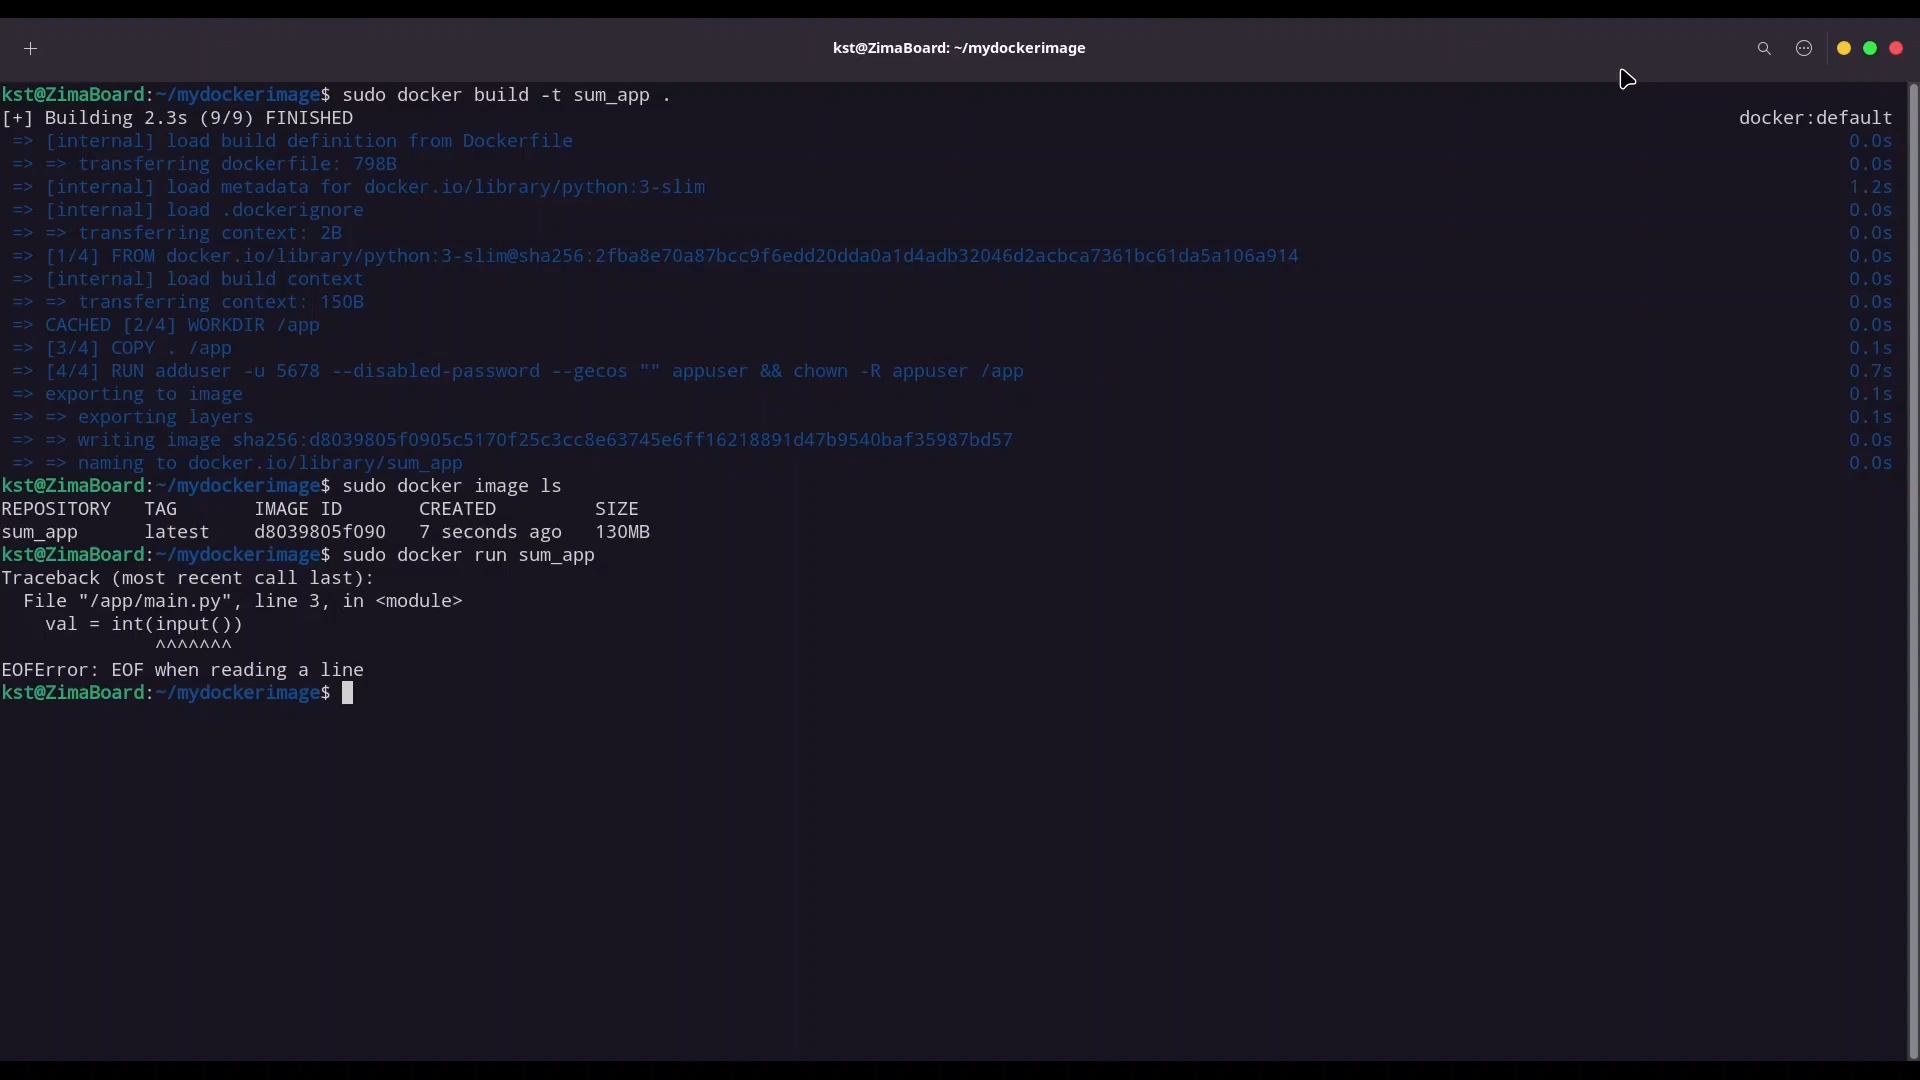 kst@ZimaBoard: ~/mydockerimage
kst@ZimaBoard:~/mydockerimage$ sudo docker build -t sum_app .
[+] Building 2.3s (9/9) FINISHED docker:default
=> [internal] load build definition from Dockerfile 0.0s
=> => transferring dockerfile: 798B 0.0s
=> [internal] load metadata for docker.io/library/python:3-slim 1.2s
=> [internal] load .dockerignore 0.0s
=> => transferring context: 2B 0.0s
=> [1/4] FROM docker.io/library/python:3-slim@sha256:2fba8e70a87bcc9f6edd20dda0a1d4adb32046d2acbca7361bc61da5a106a914 0.0s
=> [internal] load build context 0.0s
=> => transferring context: 150B 0.0s
=> CACHED [2/4] WORKDIR /app 0.0s
=> [3/4] COPY . /app 0.1s
=> [4/4] RUN adduser -u 5678 --disabled-password --gecos "" appuser && chown -R appuser /app 0.7s
=> exporting to image 0.1s
=> => exporting layers 0.1s
=> => writing image sha256:d8039805f0905c5170f25c3cc8e63745e6ff16218891d47b9540baf35987bd57 0.0s
=> => naming to docker.io/library/sum_app 0.0s
kst@ZimaBoard:~/mydockerimage$ sudo docker image ls
REPOSITORY TAG IMAGE ID CREATED SIZE
sum_app latest d8039805f090 7 seconds ago 130MB
kst@ZimaBoard:~/mydockerimage$ sudo docker run sum_app
Traceback (most recent call last):
  File "/app/main.py", line 3, in <module>
    val = int(input())
              ^^^^^^^
EOFError: EOF when reading a line
kst@ZimaBoard:~/mydockerimage$